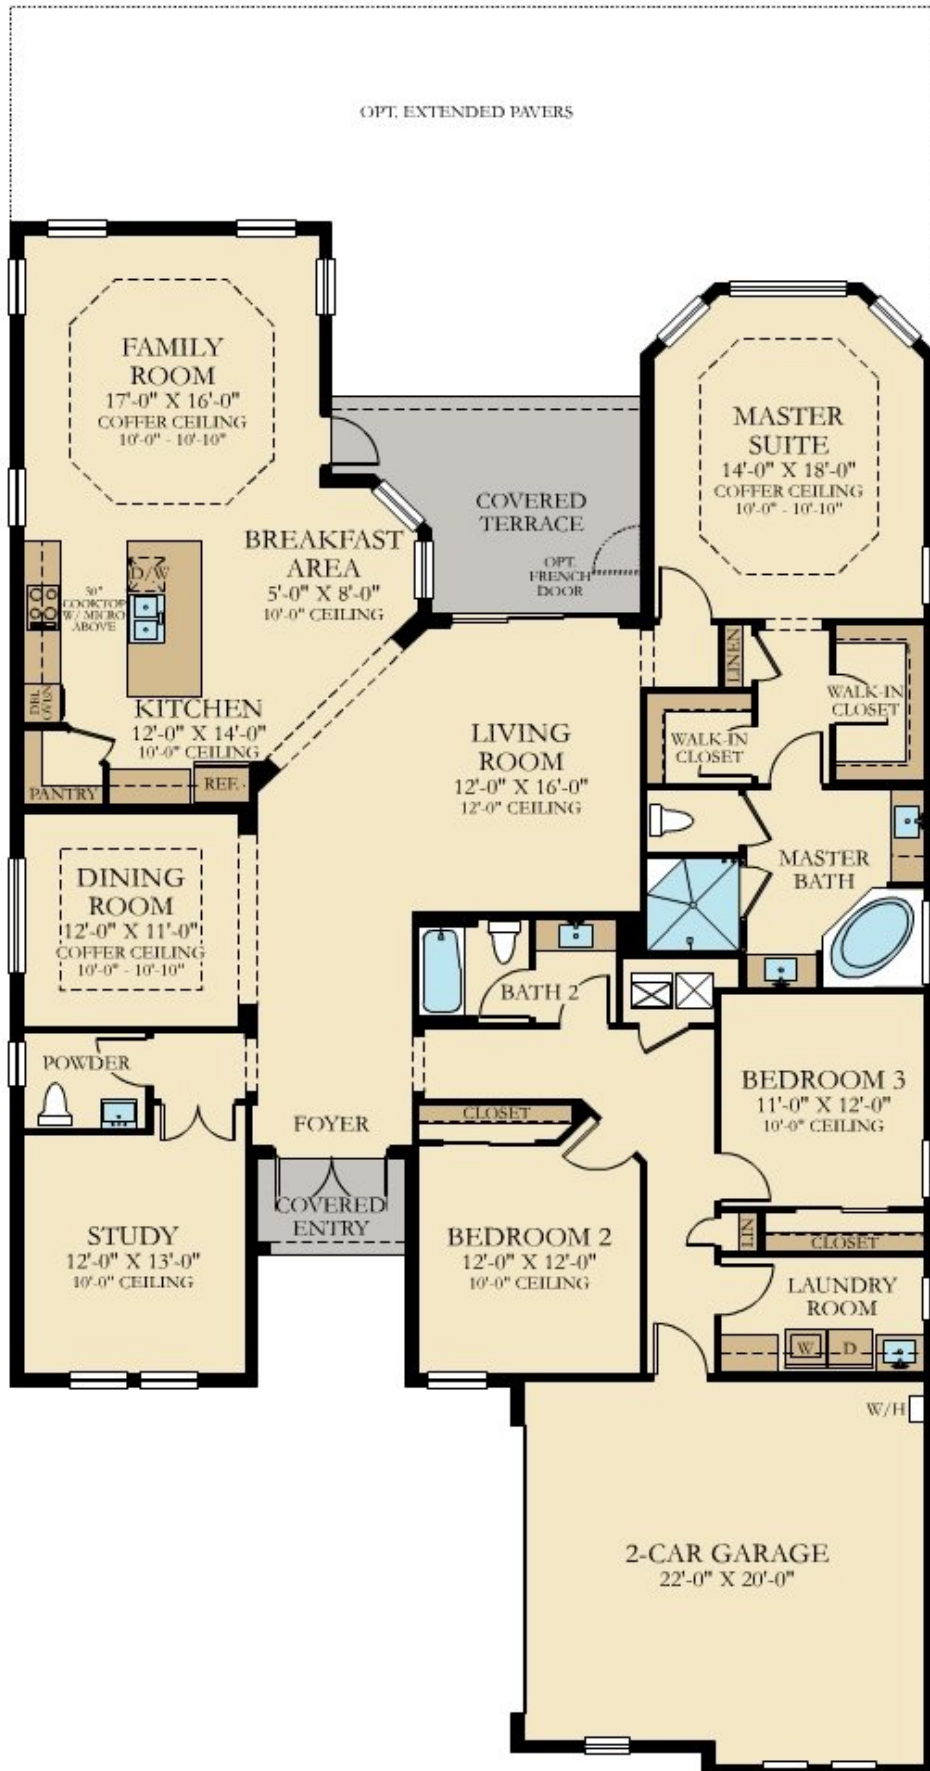 OPT. EXTENDED PAVERS
FAMILY
ROOM
17'-0" X 16'-0"
COFFER CEILING
10'-0" - 10'-10"
MASTER
SUITE
14'-0" X 18'-0"
COFFER CEILING
10'-0" - 10'-10"
COVERED
TERRACE
OPT.
FRENCH
DOOR
BREAKFAST
AREA
5'-0" X 8'-0"
10'-0" CEILING
D/W
30"
COOKTOP
W/ MICRO
ABOVE
DBL
OVEN
KITCHEN
12'-0" X 14'-0"
10'-0" CEILING
PANTRY
REF.
LIVING
ROOM
12'-0" X 16'-0"
12'-0" CEILING
LINEN
WALK-IN
CLOSET
WALK-IN
CLOSET
MASTER
BATH
DINING
ROOM
12'-0" X 11'-0"
COFFER CEILING
10'-0" - 10'-10"
BATH 2
POWDER
FOYER
CLOSET
BEDROOM 3
11'-0" X 12'-0"
10'-0" CEILING
COVERED
ENTRY
STUDY
12'-0" X 13'-0"
10'-0" CEILING
BEDROOM 2
12'-0" X 12'-0"
10'-0" CEILING
LIN
CLOSET
LAUNDRY
ROOM
W
D
W/H
2-CAR GARAGE
22'-0" X 20'-0"